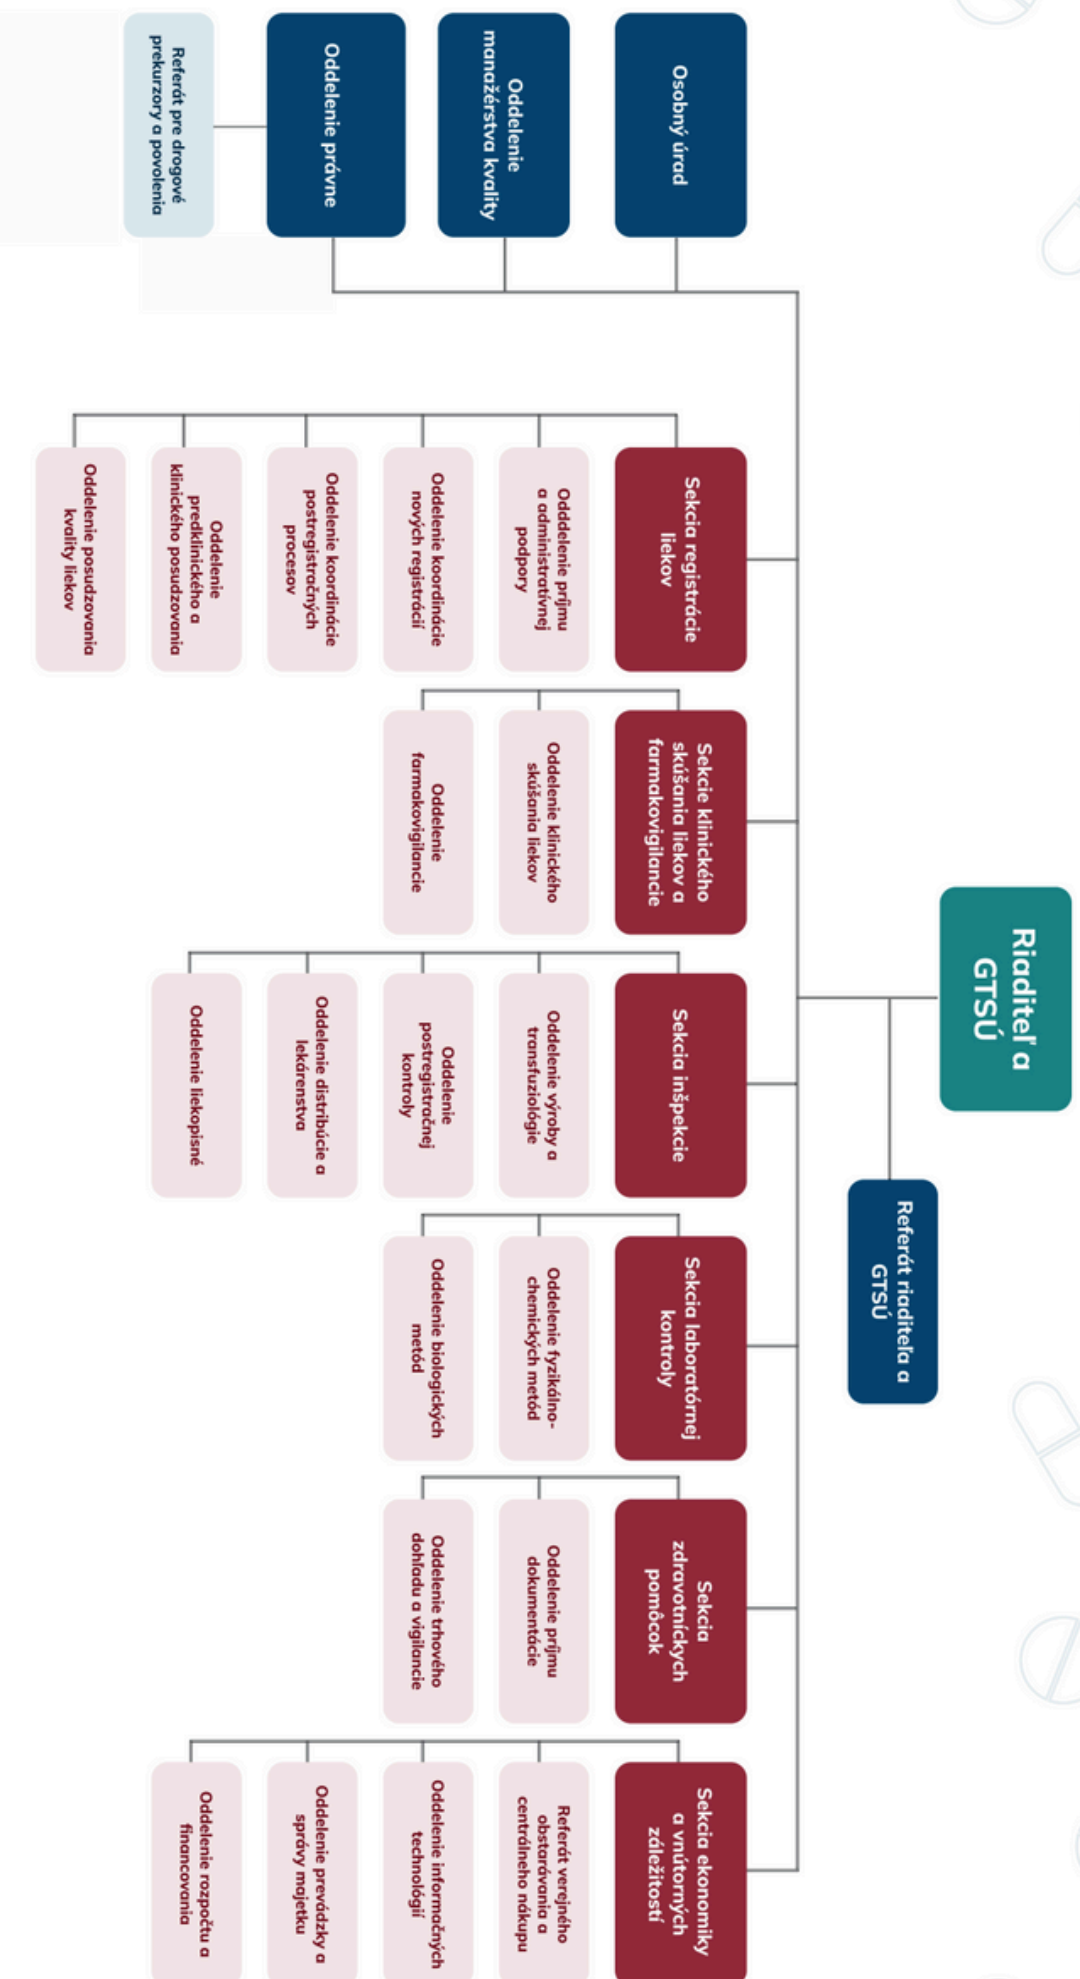 Riaditeľ a
GTSÚ
Referát riaditeľa a
GTSÚ
Osobný úrad
Oddelenie
manažérstva kvality
Oddelenie právne
Referát pre drogové
prekurzory a povolenia
Sekcia registrácie
liekov
Odddelenie príjmu
a administratívnej
podpory
Oddelenie koordinácie
nových registrácií
Oddelenie koordinácie
postregistračných
procesov
Oddelenie
predklinického a
klinického posudzovania
Oddelenie posudzovania
kvality liekov
Sekcie klinického
skúšania liekov a
farmakovigilancie
Oddelenie klinického
skúšania liekov
Oddelenie
farmakovigilancie
Sekcia inšpekcie
Oddelenie výroby a
transfuziológie
Oddelenie
postregistračnej
kontroly
Oddelenie distribúcie a
lekárenstva
Oddelenie liekopisné
Sekcia laboratórnej
kontroly
Oddelenie fyzikálno-
chemických metód
Oddelenie biologických
metód
Sekcia
zdravotníckych
pomôcok
Oddelenie príjmu
dokumentácie
Oddelenie trhového
dohľadu a vigilancie
Sekcia ekonomiky
a vnútorných
záležitostí
Referát verejného
obstarávania a
centrálneho nákupu
Oddelenie informačných
technológií
Oddelenie prevádzky a
správy majetku
Oddelenie rozpočtu a
financovania